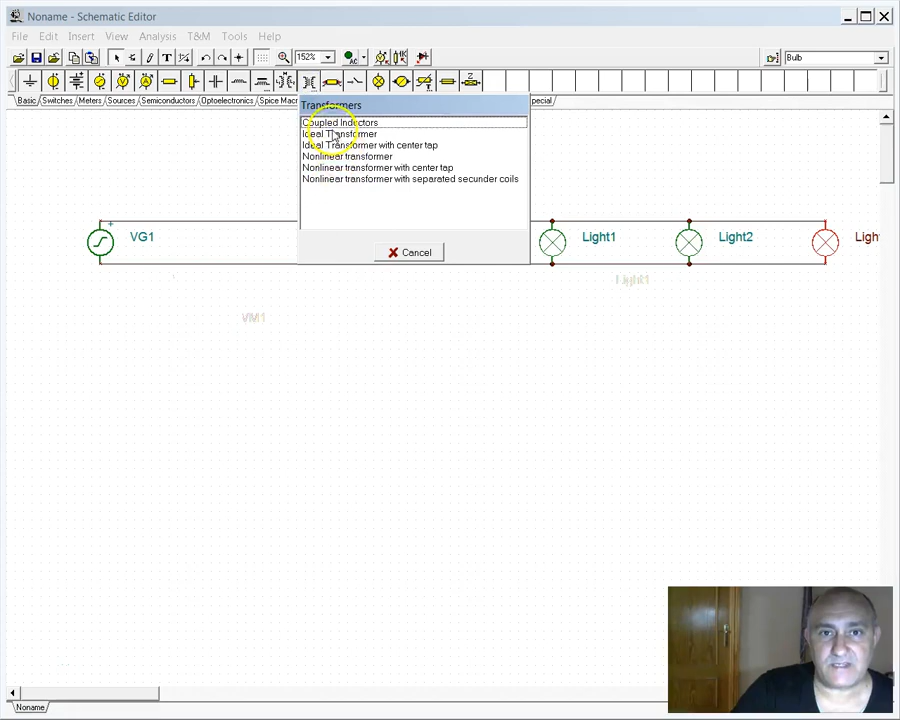 Noname - Schematic Editor
File Edit Insert View Analysis T&M Tools Help
152% AC Bulb
Basic Switches Meters Sources Semiconductors Optoelectronics Spice Mac pecial
Transformers
Coupled Inductors
Ideal Transformer
Ideal Transformer with center tap
Nonlinear transformer
Nonlinear transformer with center tap
Nonlinear transformer with separated secunder coils
Cancel
VG1
Light1
Light2
Ligh
Light1
VM1
Noname